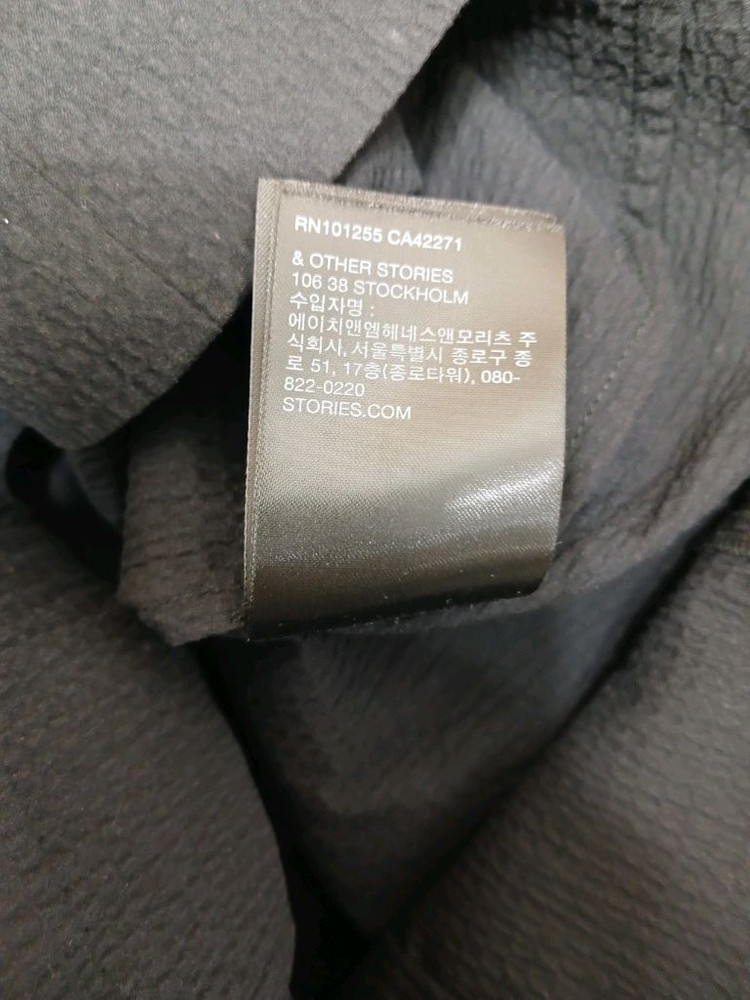 RN101255 CA42271
& OTHER STORIES
106 38 STOCKHOLM
수입자명 :
에이치앤엠헤네스앤모리츠 주
식회사, 서울특별시 종로구 종
로 51, 17층(종로타워), 080-
822-0220
STORIES.COM